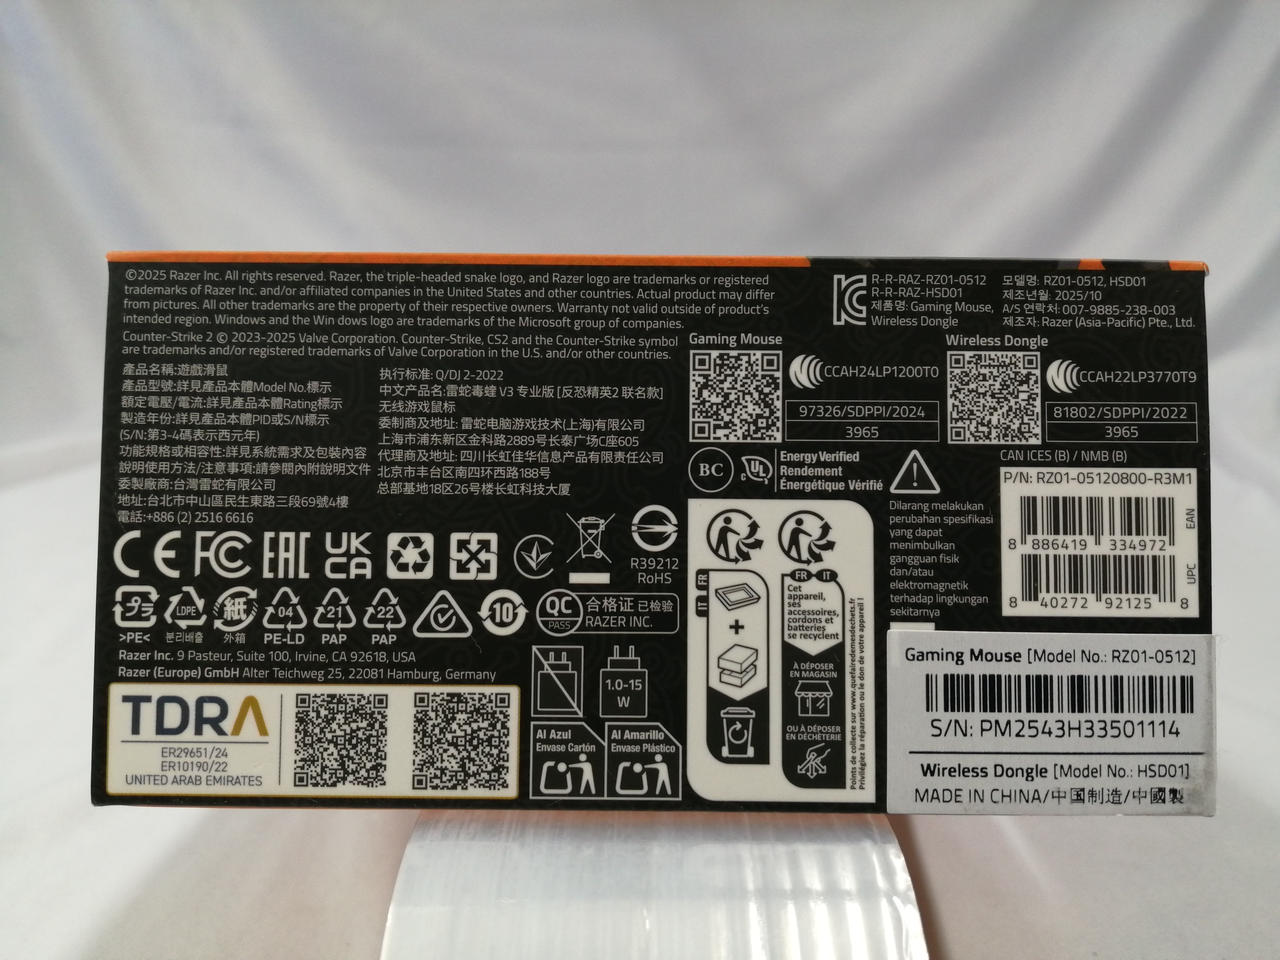 ©2025 Razer Inc. All rights reserved. Razer, the triple-headed snake logo, and Razer logo are trademarks or registered
trademarks of Razer Inc. and/or affiliated companies in the United States and other countries. Actual product may differ
from pictures. All other trademarks are the property of their respective owners. Warranty not valid outside of product's
intended region. Windows and the Win dows logo are trademarks of the Microsoft group of companies.
Counter-Strike 2 © 2023-2025 Valve Corporation. Counter-Strike, CS2 and the Counter-Strike symbol
are trademarks and/or registered trademarks of Valve Corporation in the U.S. and/or other countries.
產品名稱:遊戲滑鼠
產品型號:詳見產品本體Model No.標示
額定電壓/電流:詳見產品本體Rating標示
製造年份:詳見產品本體PID或S/N標示
(S/N:第3-4碼表示西元年)
功能規格或相容性:詳見系統需求及包裝內容
說明使用方法/注意事項:請參閱內附說明文件
委製廠商:台灣雷蛇有限公司
地址:台北市中山區民生東路三段69號4樓
電話:+886 (2) 2516 6616
执行标准: Q/DJ 2-2022
中文产品名: 雷蛇毒蝰 V3 专业版 [反恐精英2 联名款]
无线游戏鼠标
委制商及地址: 雷蛇电脑游戏技术(上海)有限公司
上海市浦东新区金科路2889号长泰广场C座605
代理商及地址: 四川长虹佳华信息产品有限责任公司
北京市丰台区南四环西路188号
总部基地18区26号楼长虹科技大厦
R-R-RAZ-RZ01-0512
R-R-RAZ-HSD01
제품명: Gaming Mouse,
Wireless Dongle
모델명: RZ01-0512, HSD01
제조년월: 2025/10
A/S 연락처: 007-9885-238-003
제조자: Razer (Asia-Pacific) Pte., Ltd.
Gaming Mouse
CCAH24LP1200T0
97326/SDPPI/2024
3965
Wireless Dongle
CCAH22LP3770T9
81802/SDPPI/2022
3965
BC
UL
Energy Verified
Rendement
Énergétique Vérifié
CAN ICES (B) / NMB (B)
Dilarang melakukan
perubahan spesifikasi
yang dapat
menimbulkan
gangguan fisik
dan/atau
elektromagnetik
terhadap lingkungan
sekitarnya
P/N: RZ01-05120800-R3M1
8 886419 334972
EAN
8 40272 92125 8
UPC
CE FC EAC UK
CA
R39212
RoHS
プラ
>PE<
LDPE
분리배출
紙
外箱
04
PE-LD
21
PAP
22
PAP
10
QC
PASS
合格证 已检验
RAZER INC.
Razer Inc. 9 Pasteur, Suite 100, Irvine, CA 92618, USA
Razer (Europe) GmbH Alter Teichweg 25, 22081 Hamburg, Germany
TDRA
ER29651/24
ER10190/22
UNITED ARAB EMIRATES
1.0-15
W
Al Azul
Envase Cartón
Al Amarillo
Envase Plástico
FR
IT
+
FR IT
Cet
appareil,
ses
accessoires,
cordons et
batteries
se recyclent
À DÉPOSER
EN MAGASIN
OU À DÉPOSER
EN DÉCHÈTERIE
Points de collecte sur www.quefairedemesdechets.fr
Privilégiez la réparation ou le don de votre appareil !
Gaming Mouse [Model No.: RZ01-0512]
S/N: PM2543H33501114
Wireless Dongle [Model No.: HSD01]
MADE IN CHINA/中国制造/中國製